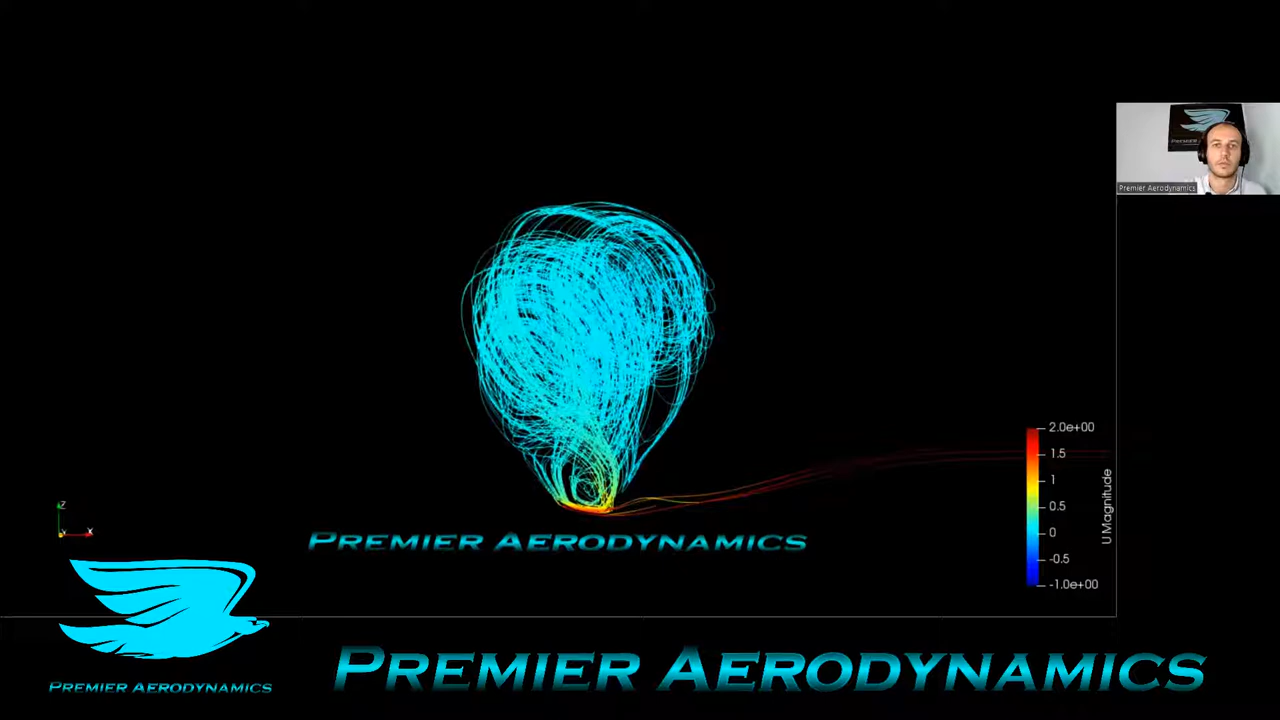 Premier Aerodynamics
2.0e+00
1.5
1
0.5
0
-0.5
-1.0e+00
U Magnitude
Z
Y
X
PREMIER AERODYNAMICS
PREMIER AERODYNAMICS
PREMIER AERODYNAMICS